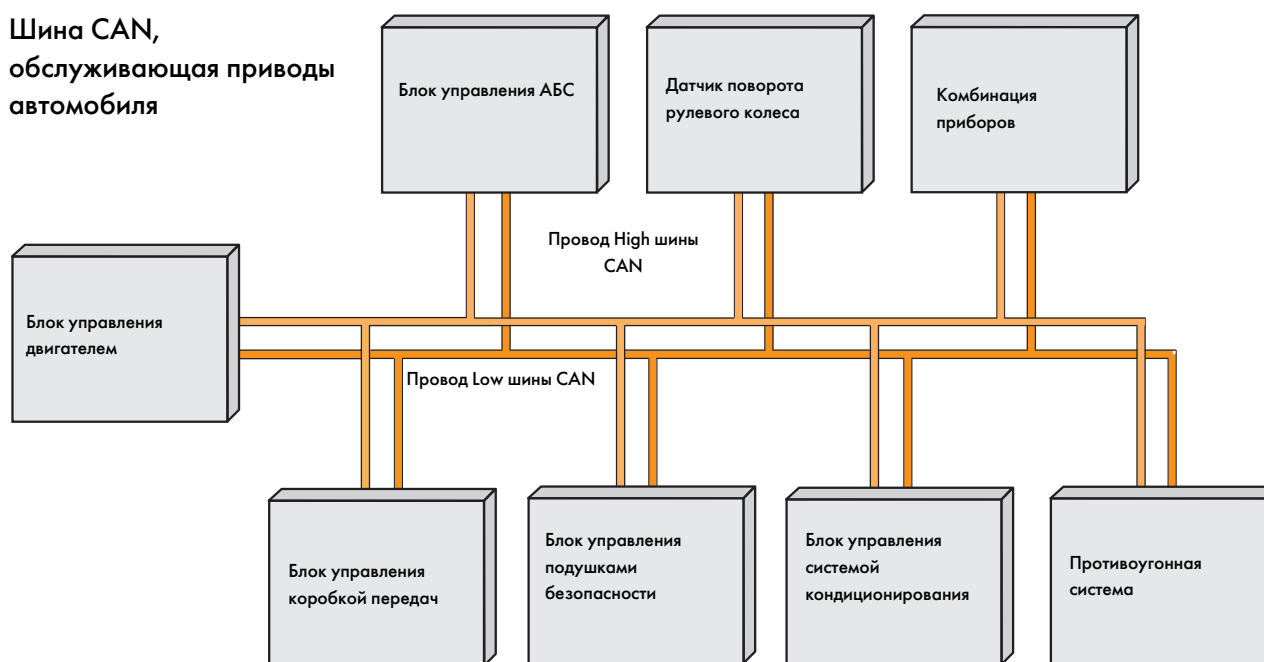 Шина CAN,
обслуживающая приводы
автомобиля
Блок управления АБС
Датчик поворота
рулевого колеса
Комбинация
приборов
Провод High шины
CAN
Блок управления
двигателем
Провод Low шины CAN
Блок управления
коробкой передач
Блок управления
подушками
безопасности
Блок управления
системой
кондиционирования
Противоугонная
система